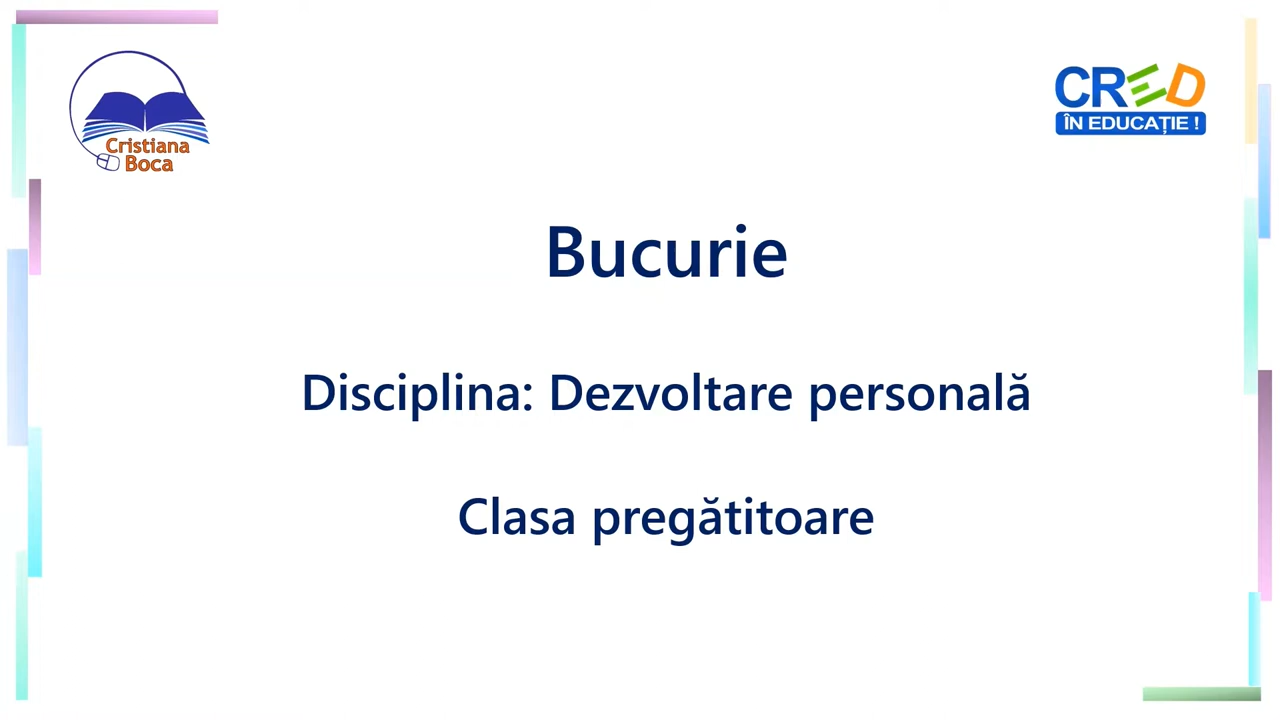 Cristiana
Boca
CRED
ÎN EDUCAȚIE !
Bucurie
Disciplina: Dezvoltare personală
Clasa pregătitoare